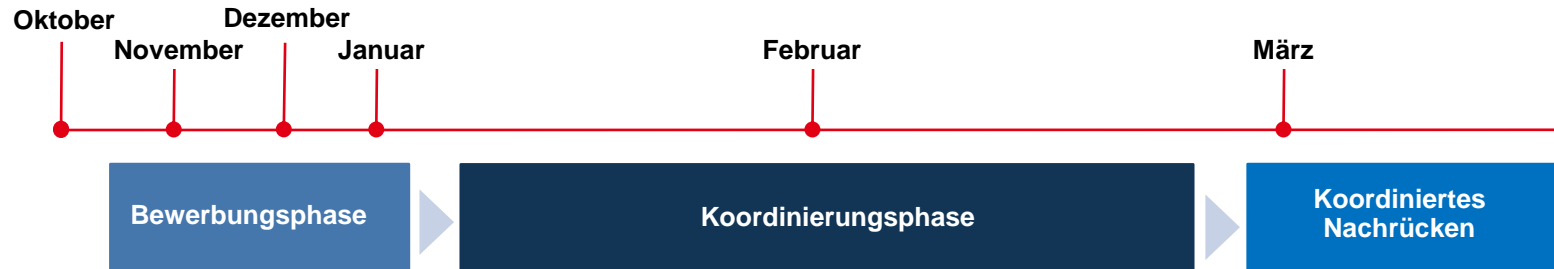 Oktober
November
Dezember
Januar
Februar
März
Bewerbungsphase
Koordinierungsphase
Koordiniertes
Nachrücken